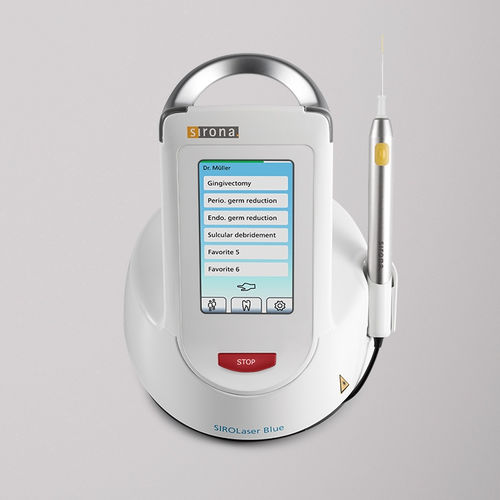 sirona.
Dr. Müller
Gingivectomy
Perio. germ reduction
Endo. germ reduction
Sulcular debridement
Favorite 5
Favorite 6
STOP
sirona
SIROLaser Blue